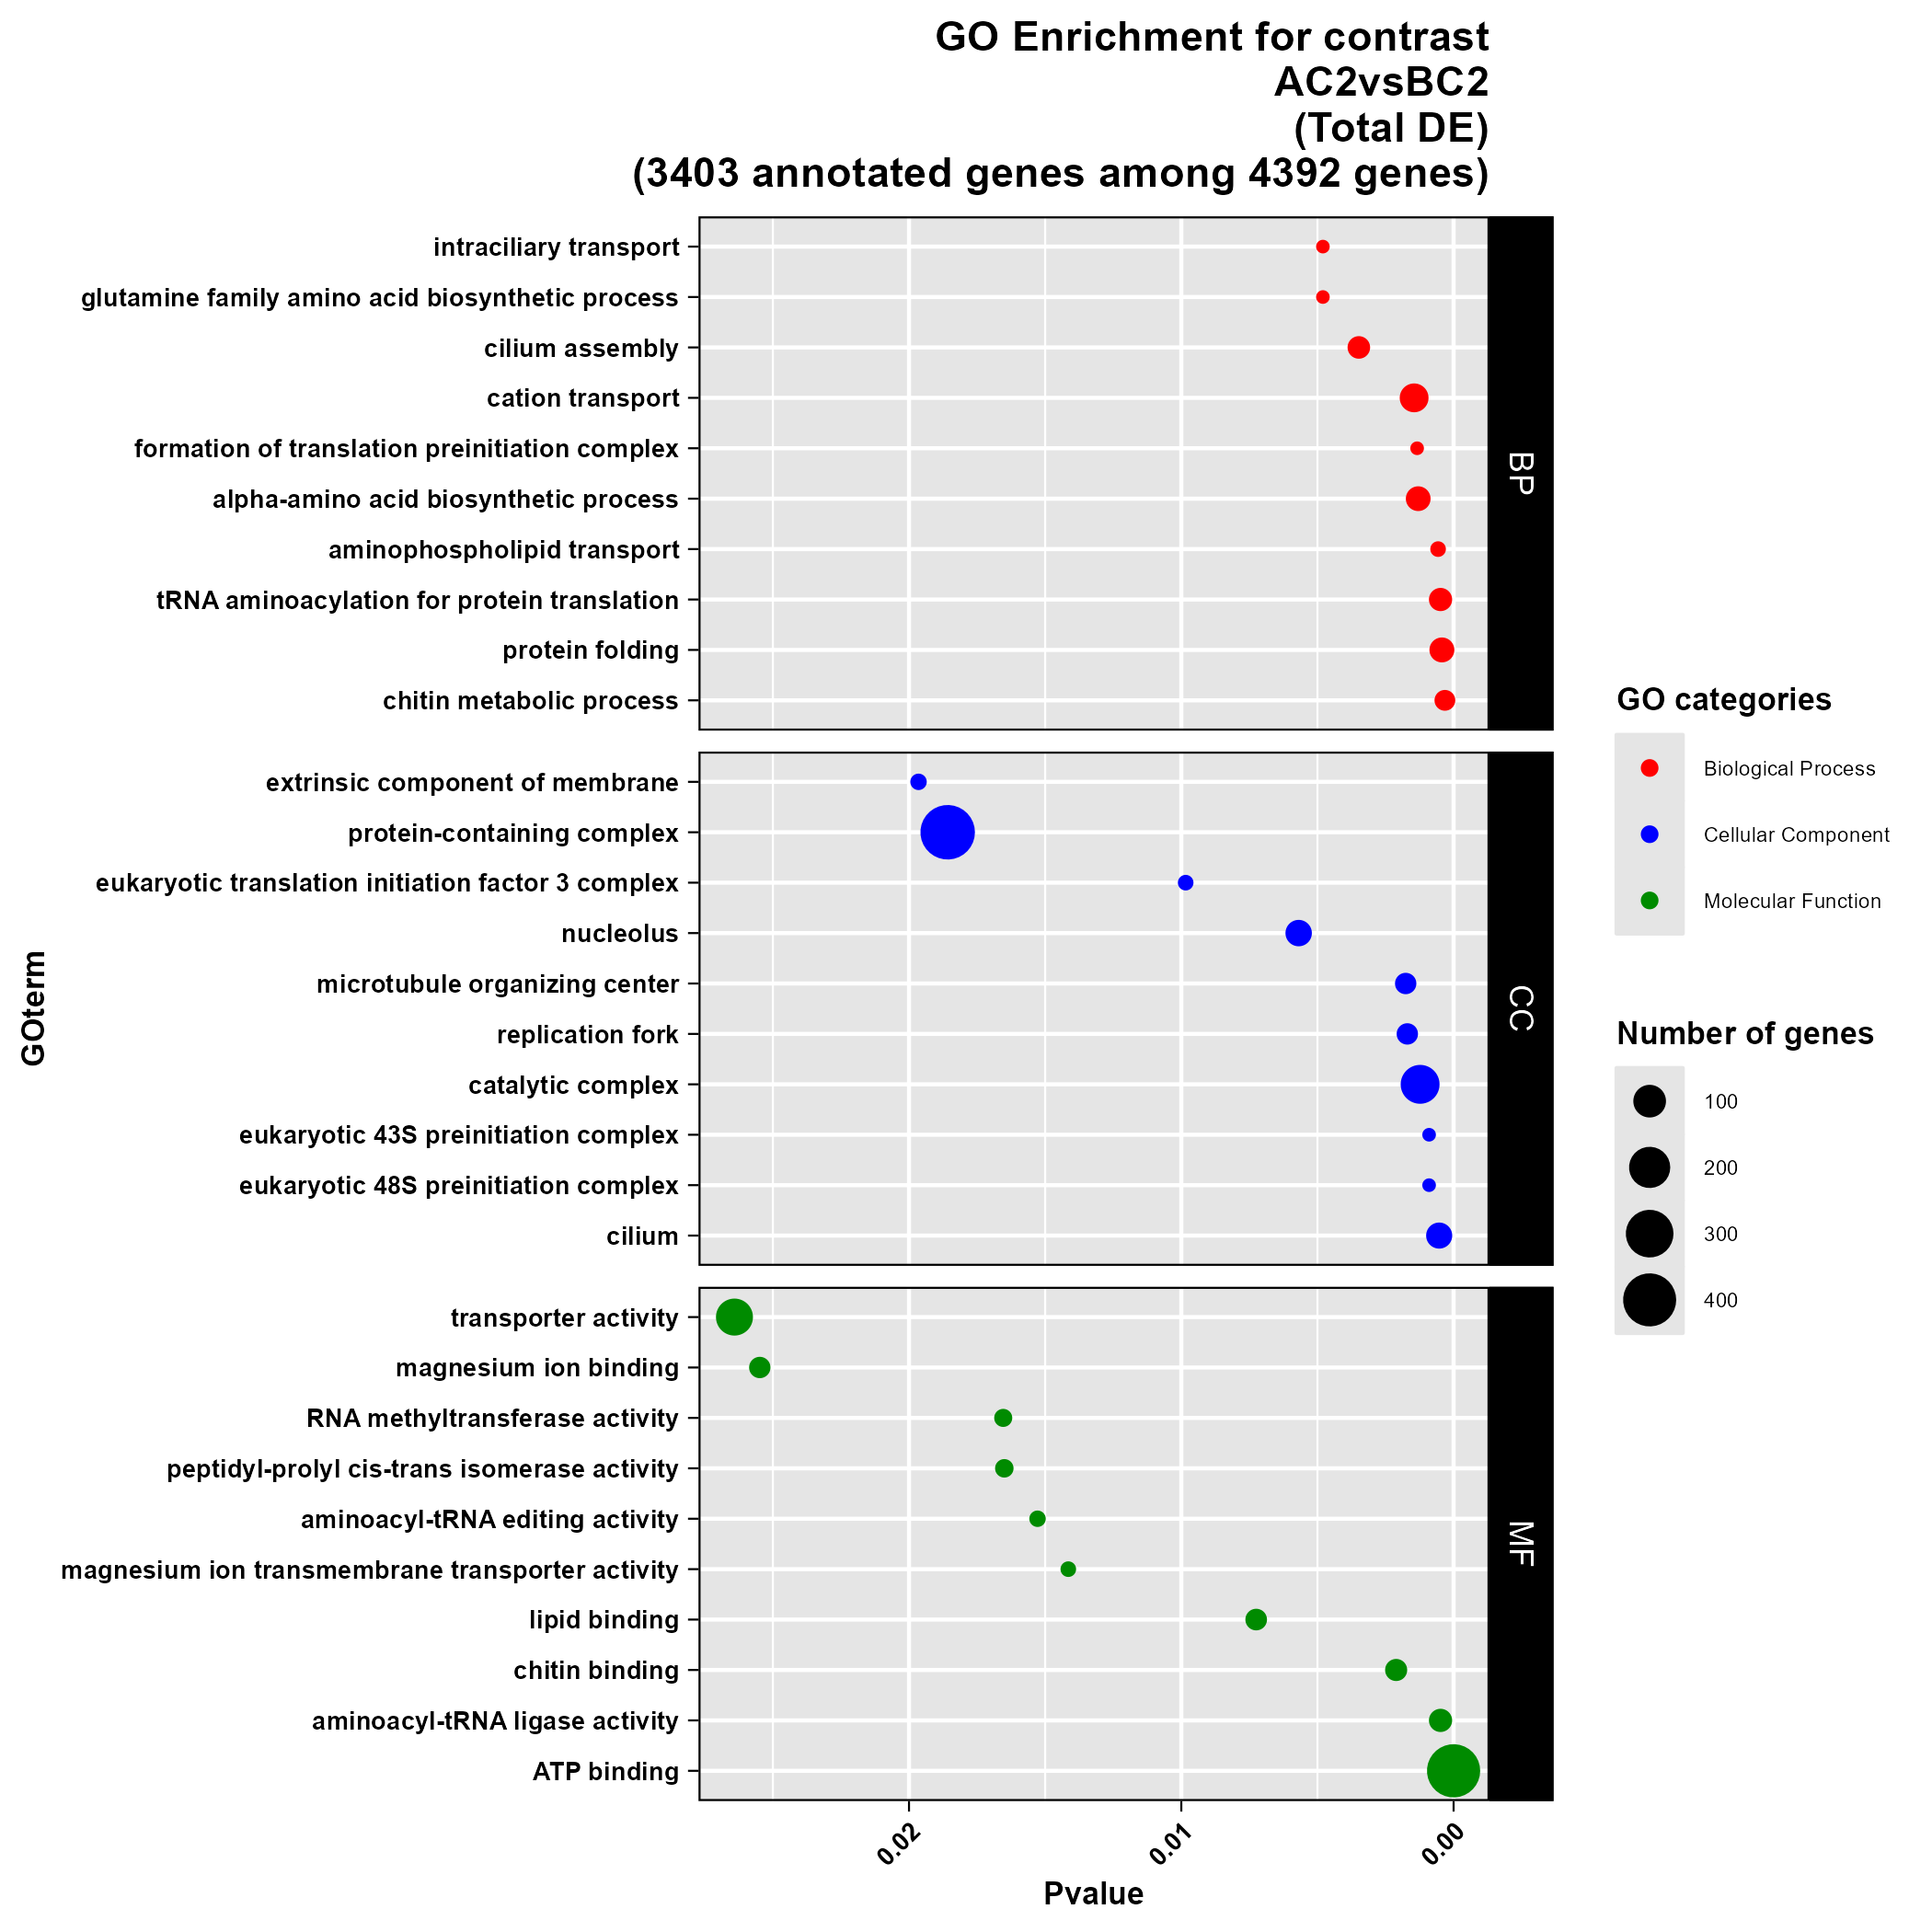 GO Enrichment for contrast
AC2vsBC2
(Total DE)
(3403 annotated genes among 4392 genes)
intraciliary transport
glutamine family amino acid biosynthetic process
cilium assembly
cation transport
formation of translation preinitiation complex
alpha-amino acid biosynthetic process
aminophospholipid transport
tRNA aminoacylation for protein translation
protein folding
chitin metabolic process
BP
extrinsic component of membrane
protein-containing complex
eukaryotic translation initiation factor 3 complex
nucleolus
microtubule organizing center
replication fork
catalytic complex
eukaryotic 43S preinitiation complex
eukaryotic 48S preinitiation complex
cilium
CC
transporter activity
magnesium ion binding
RNA methyltransferase activity
peptidyl-prolyl cis-trans isomerase activity
aminoacyl-tRNA editing activity
magnesium ion transmembrane transporter activity
lipid binding
chitin binding
aminoacyl-tRNA ligase activity
ATP binding
MF
0.02
0.01
0.00
Pvalue
GOterm
GO categories
Biological Process
Cellular Component
Molecular Function
Number of genes
100
200
300
400